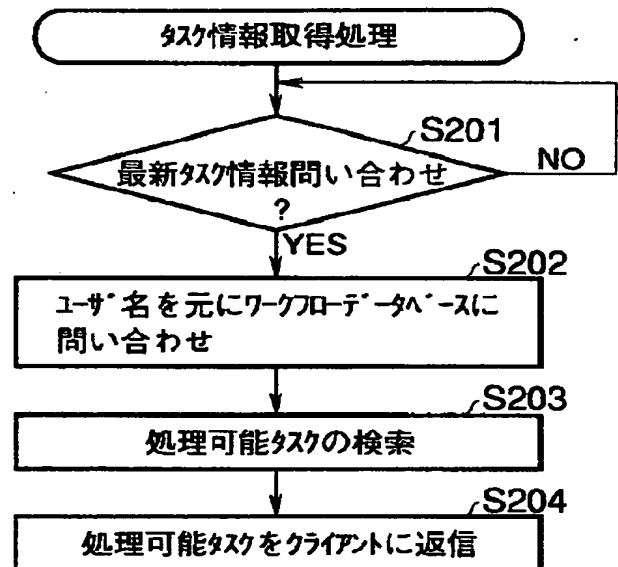 タスク情報取得処理
S201
最新タスク情報問い合わせ
?
NO
YES
S202
ユーザ名を元にワークフローデータベースに
問い合わせ
S203
処理可能タスクの検索
S204
処理可能タスクをクライアントに返信